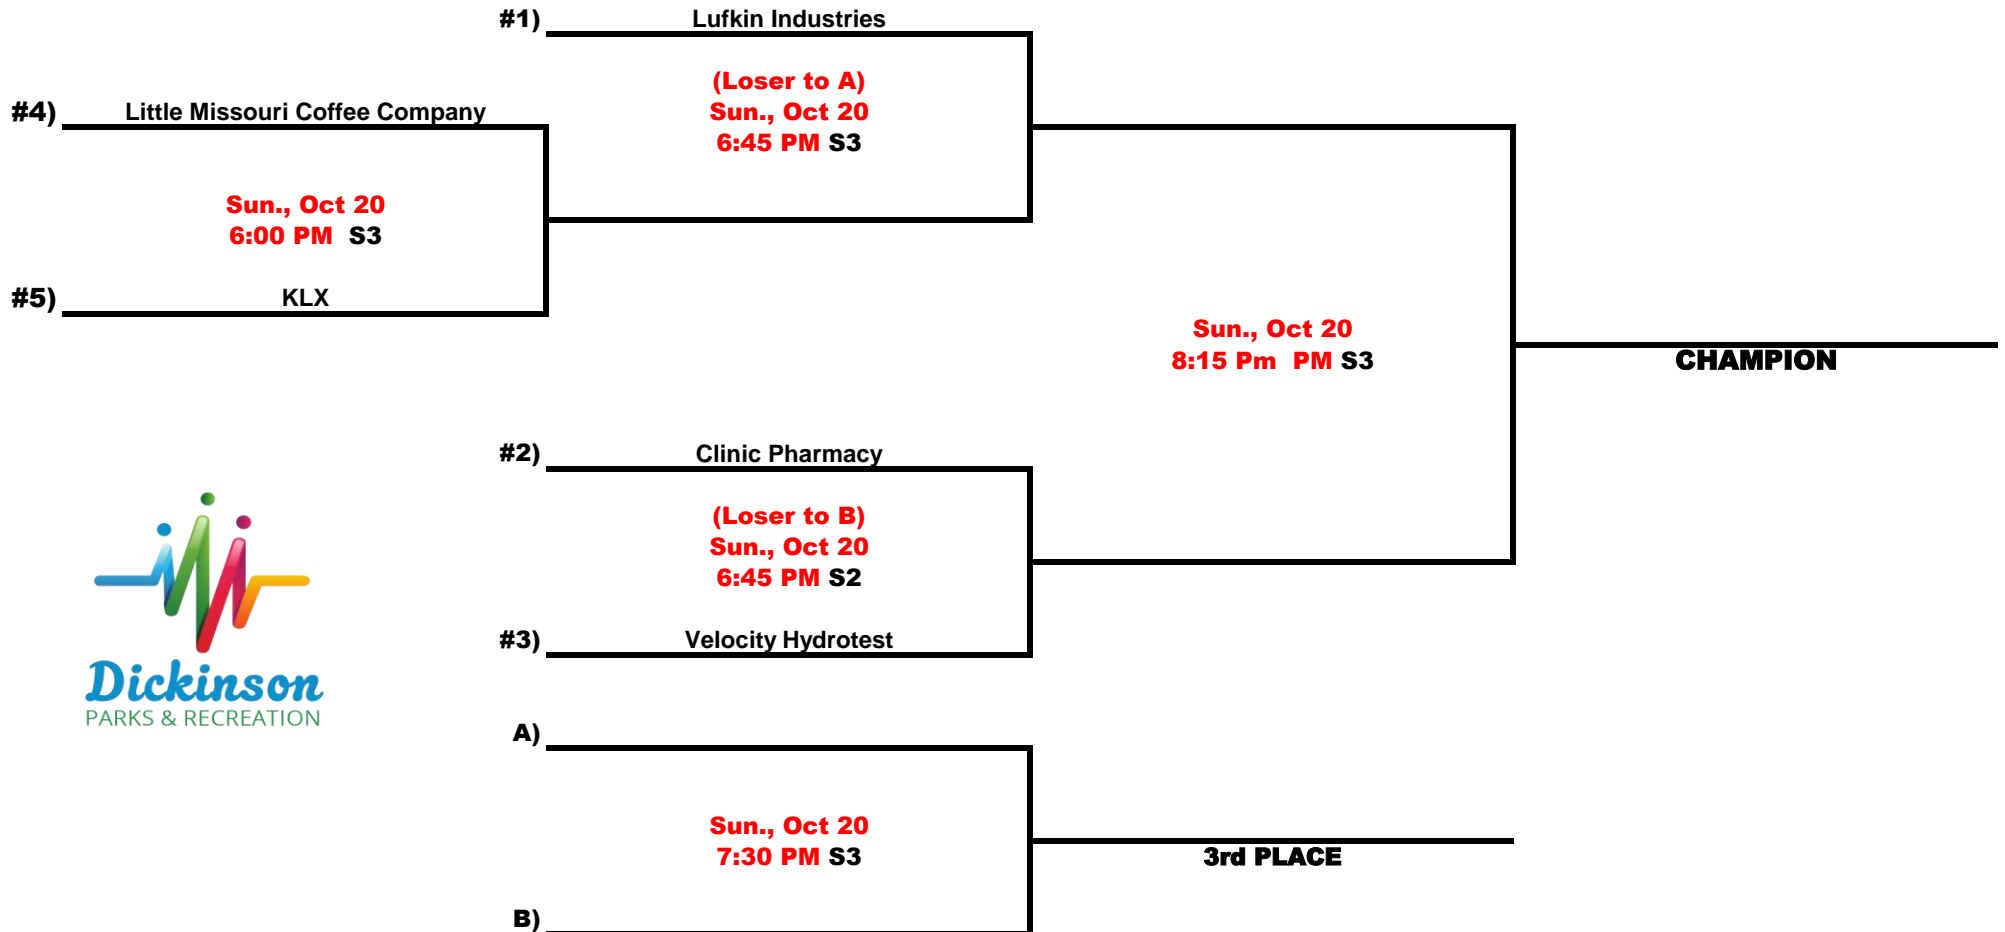 #1) Lufkin Industries
(Loser to A)
#4) Little Missouri Coffee Company
Sun., Oct 20
6:45 PM S3
Sun., Oct 20
6:00 PM  S3
#5) KLX
Sun., Oct 20
8:15 Pm  PM S3
CHAMPION
#2) Clinic Pharmacy
(Loser to B)
Sun., Oct 20
6:45 PM S2
#3) Velocity Hydrotest
Dickinson
PARKS & RECREATION
A)
Sun., Oct 20
7:30 PM S3
3rd PLACE
B)